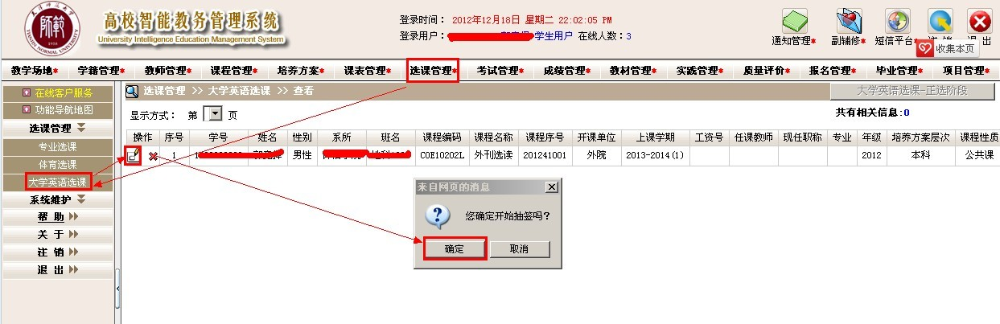 高校智能教务管理系统
University Intelligence Education Management System
TIANJIN NORMAL UNIVERSITY
師範
登录时间： 2012年12月18日 星期二 22:02:05 PM
登录用户： 学生用户 在线人数：3
通知管理* 副辅修* 短信平台* 退出
收集本页
教学场地* 学籍管理* 教师管理* 课程管理* 培养方案* 课表管理* 选课管理* 考试管理* 成绩管理* 教材管理* 实践管理* 质量评价* 报名管理* 毕业管理* 项目管理*
在线客户服务
功能导航地图
选课管理
专业选课
体育选课
大学英语选课
系统维护
帮 助
关 于
注 销
退 出
选课管理 >> 大学英语选课 >> 查看
大学英语选课-正选阶段
显示方式： 第 页
共有相关信息:0
操作 序号 学号 姓名 性别 系所 班名 课程编码 课程名称 课程序号 开课单位 上课学期 工资号 任课教师 现任职称 专业 年级 培养方案层次 课程性质
1 男性 COE10202L 外刊选读 201241001 外院 2013-2014(1) 2012 本科 公共课
来自网页的消息
您确定开始抽签吗？
确定 取消